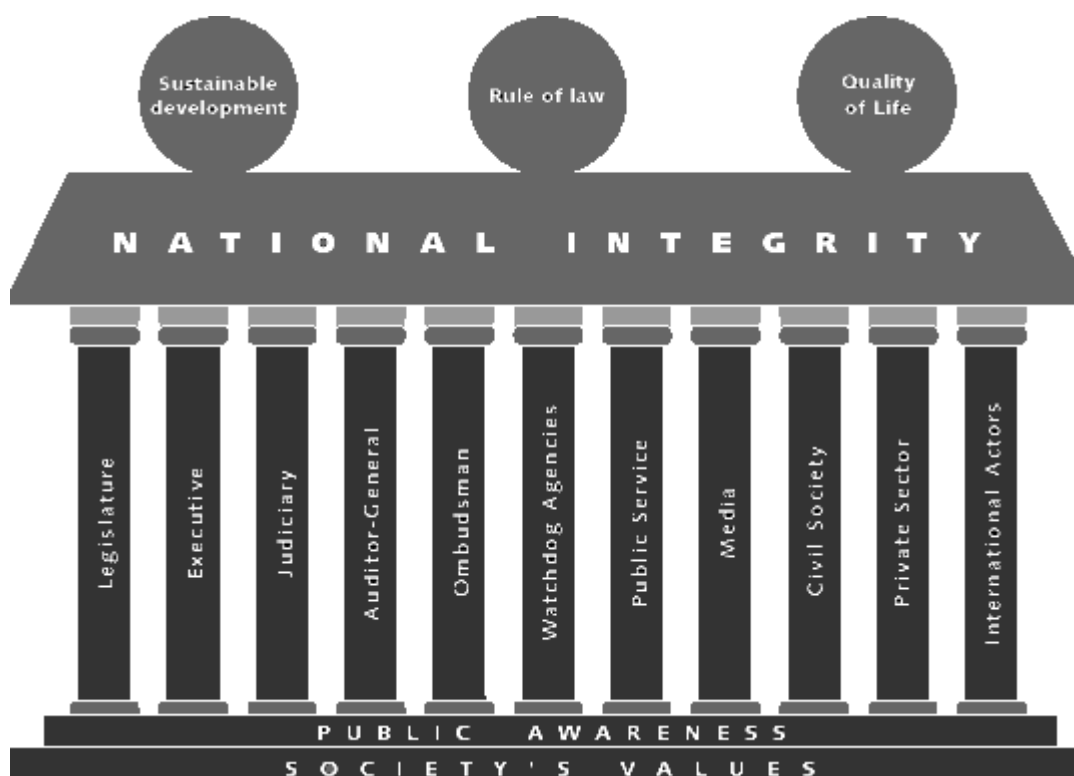 Sustainable
development
Rule of law
Quality
of Life
NATIONAL INTEGRITY
Legislature
Executive
Judiciary
Auditor-General
Ombudsman
Watchdog Agencies
Public Service
Media
Civil Society
Private Sector
International Actors
PUBLIC AWARENESS
SOCIETY'S VALUES